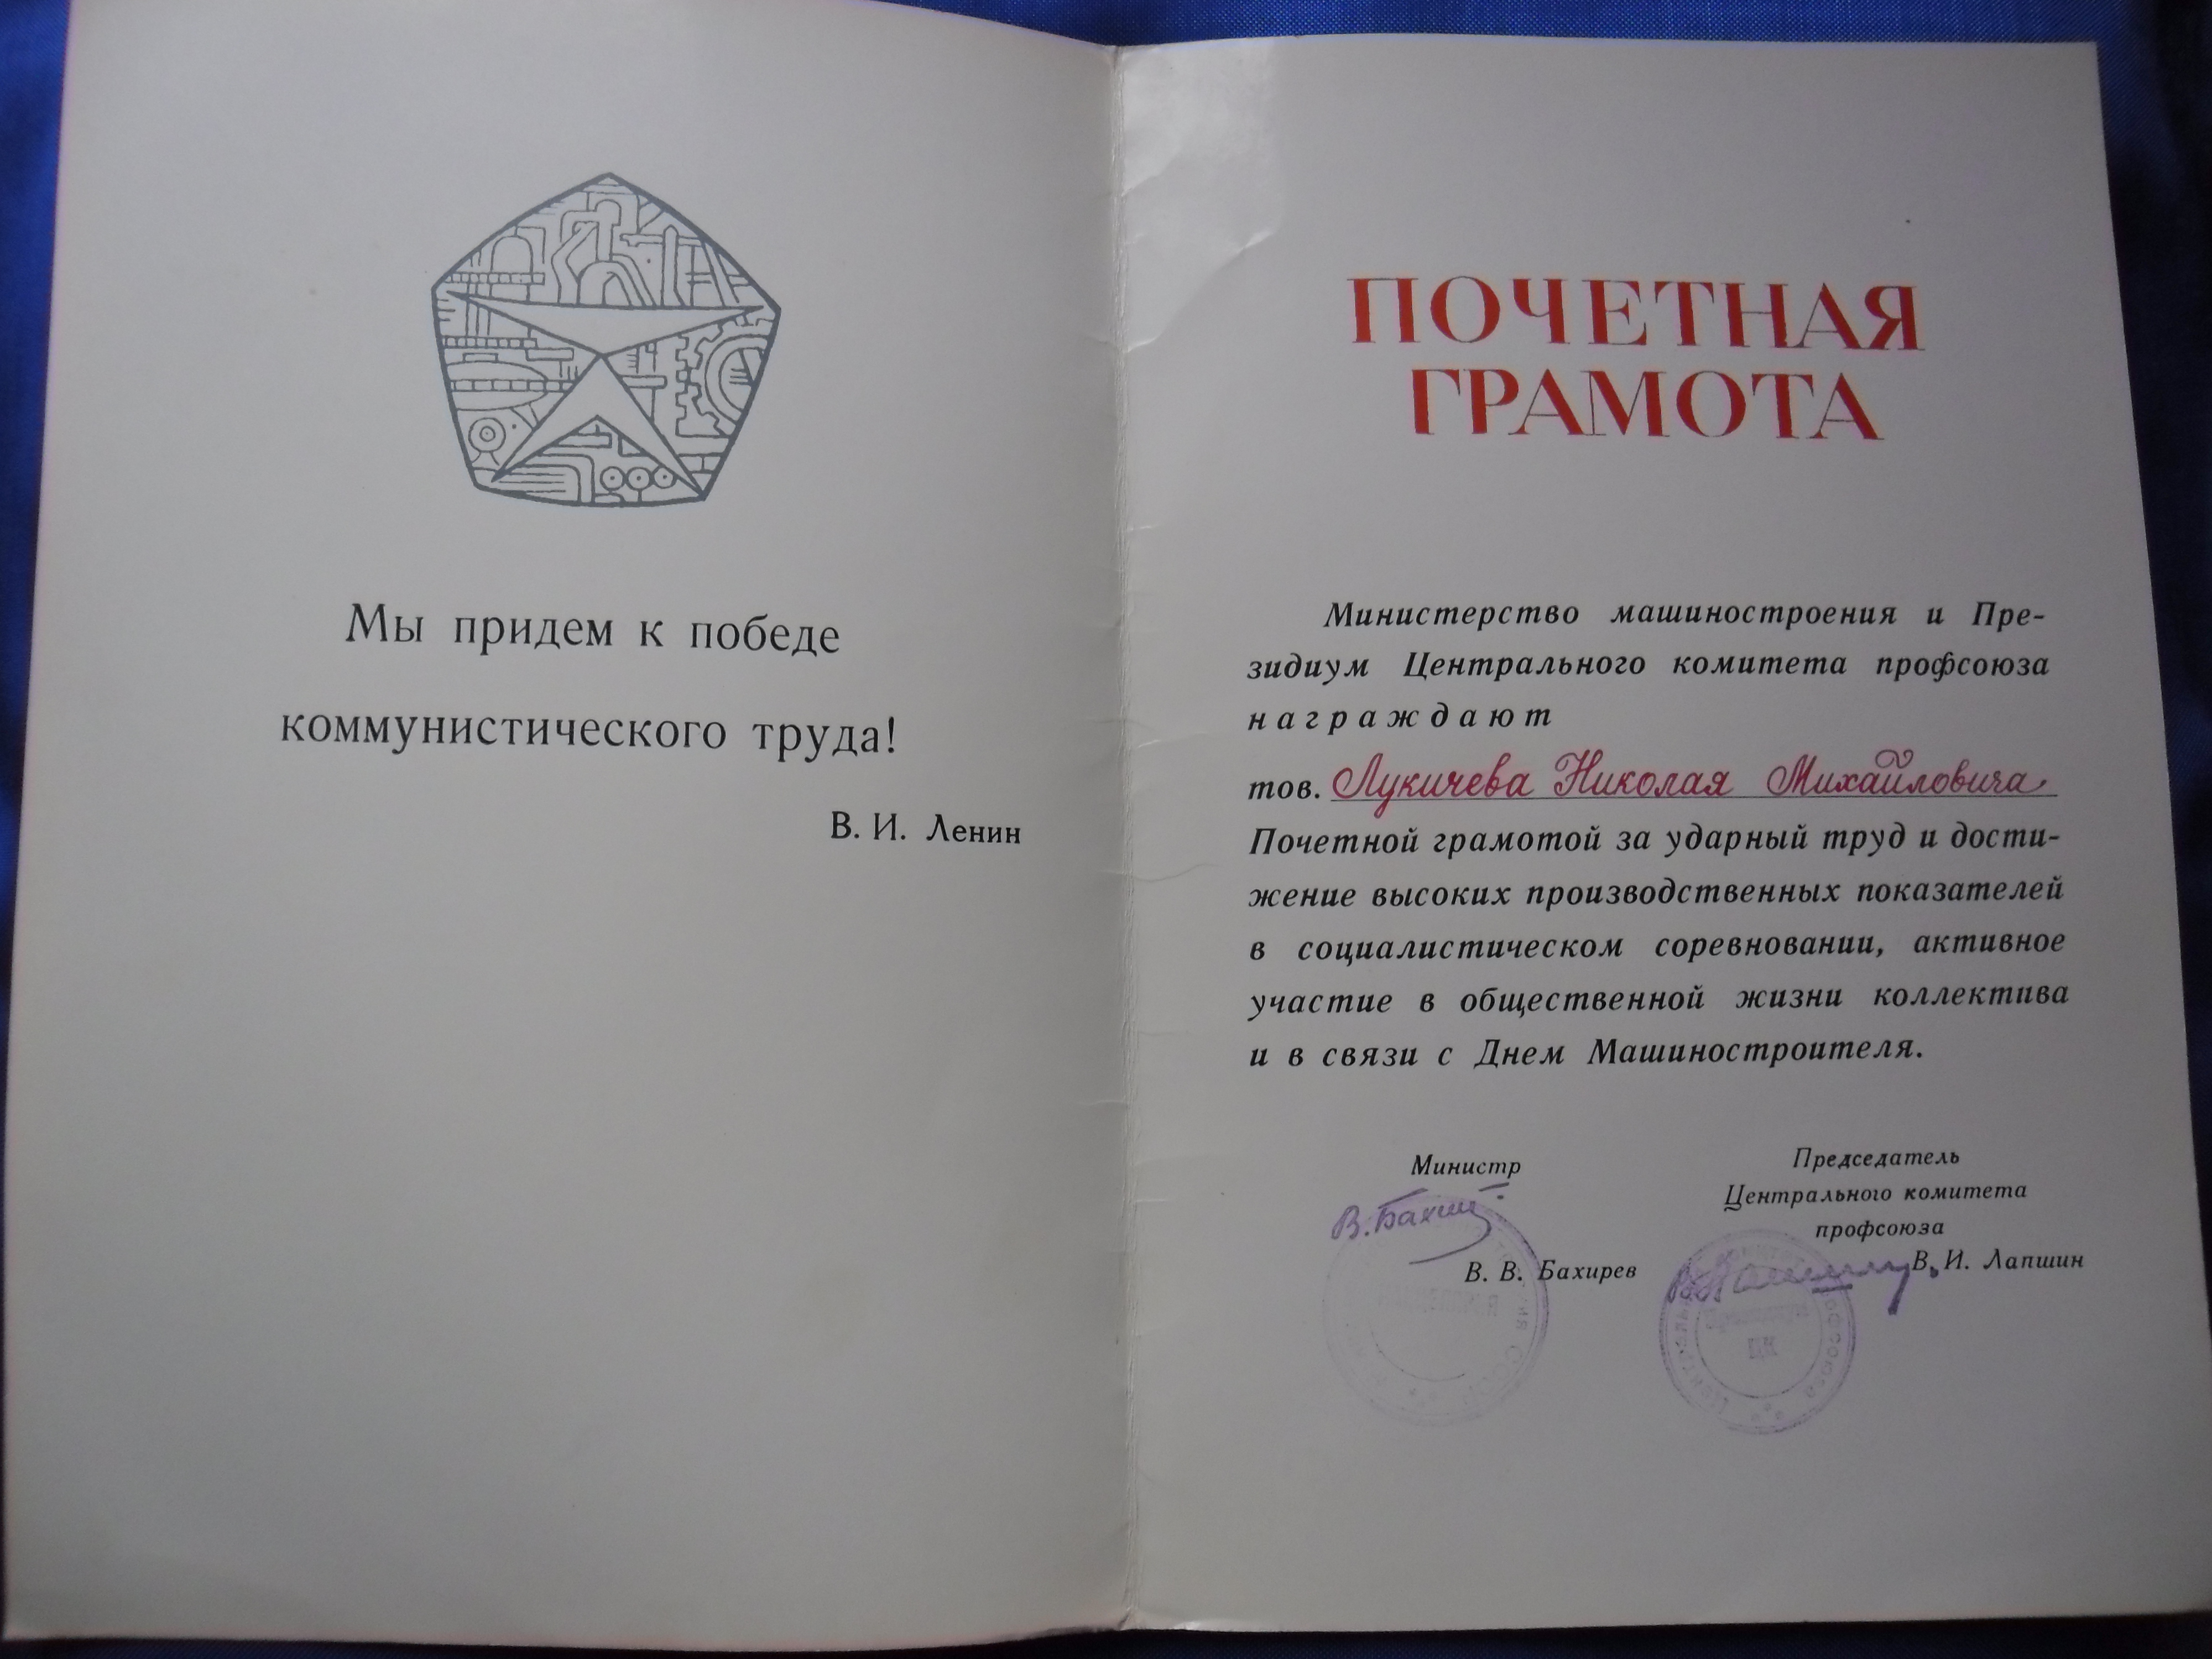 Мы придем к победе
коммунистического труда!
В. И. Ленин
ПОЧЕТНАЯ
ГРАМОТА
Министерство машиностроения и Пре-
зидиум Центрального комитета профсоюза
награждают
тов. Лукичева Николая Михайловича
Почетной грамотой за ударный труд и дости-
жение высоких производственных показателей
в социалистическом соревновании, активное
участие в общественной жизни коллектива
и в связи с Днем Машиностроителя.
Министр
В. В. Бахирев
Председатель
Центрального комитета
профсоюза
В. И. Лапшин
СССР
ЦК